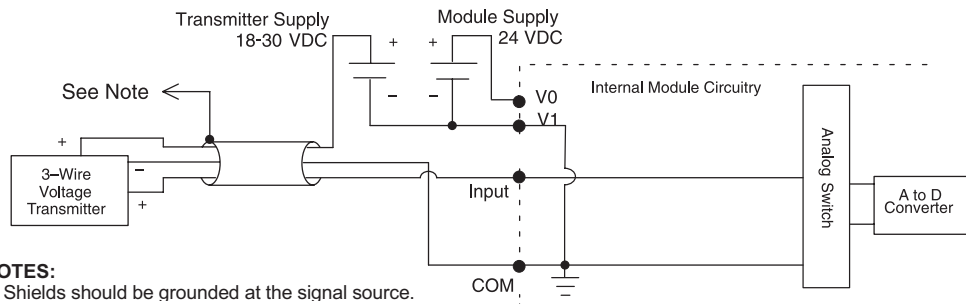 Transmitter Supply
18-30 VDC
Module Supply
24 VDC
+
+
–
–
See Note
Internal Module Circuitry
V0
V1
+
–
+
3–Wire
Voltage
Transmitter
Input
Analog Switch
A to D
Converter
COM
OTES:
Shields should be grounded at the signal source.